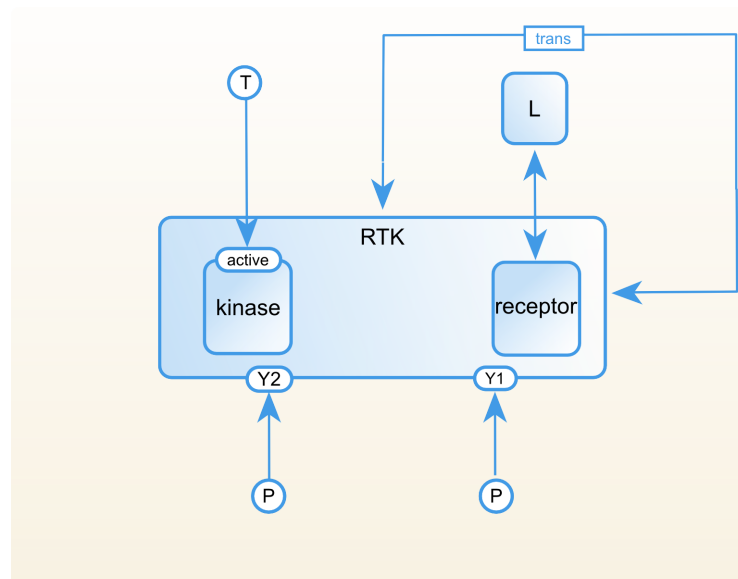 trans
T
L
RTK
active
kinase
receptor
Y2
Y1
P
P